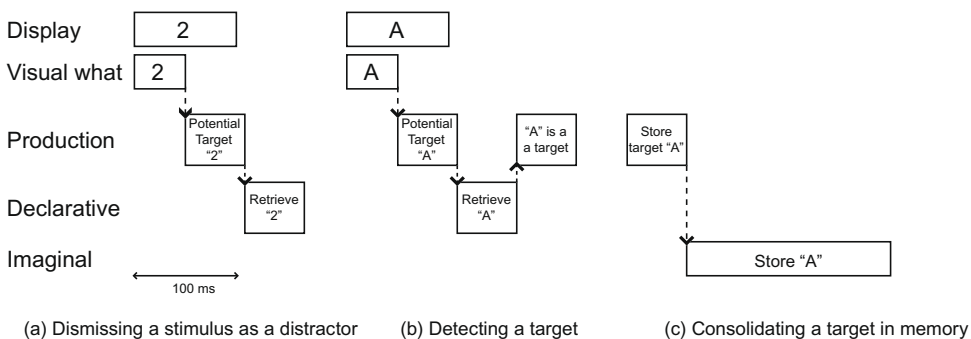 Display
2
A
Visual what
2
A
Production
Potential
Target
“2”
Potential
Target
“A”
“A” is a
a target
Store
target “A”
Declarative
Retrieve
“2”
Retrieve
“A”
Imaginal
Store “A”
100 ms
(a) Dismissing a stimulus as a distractor
(b) Detecting a target
(c) Consolidating a target in memory